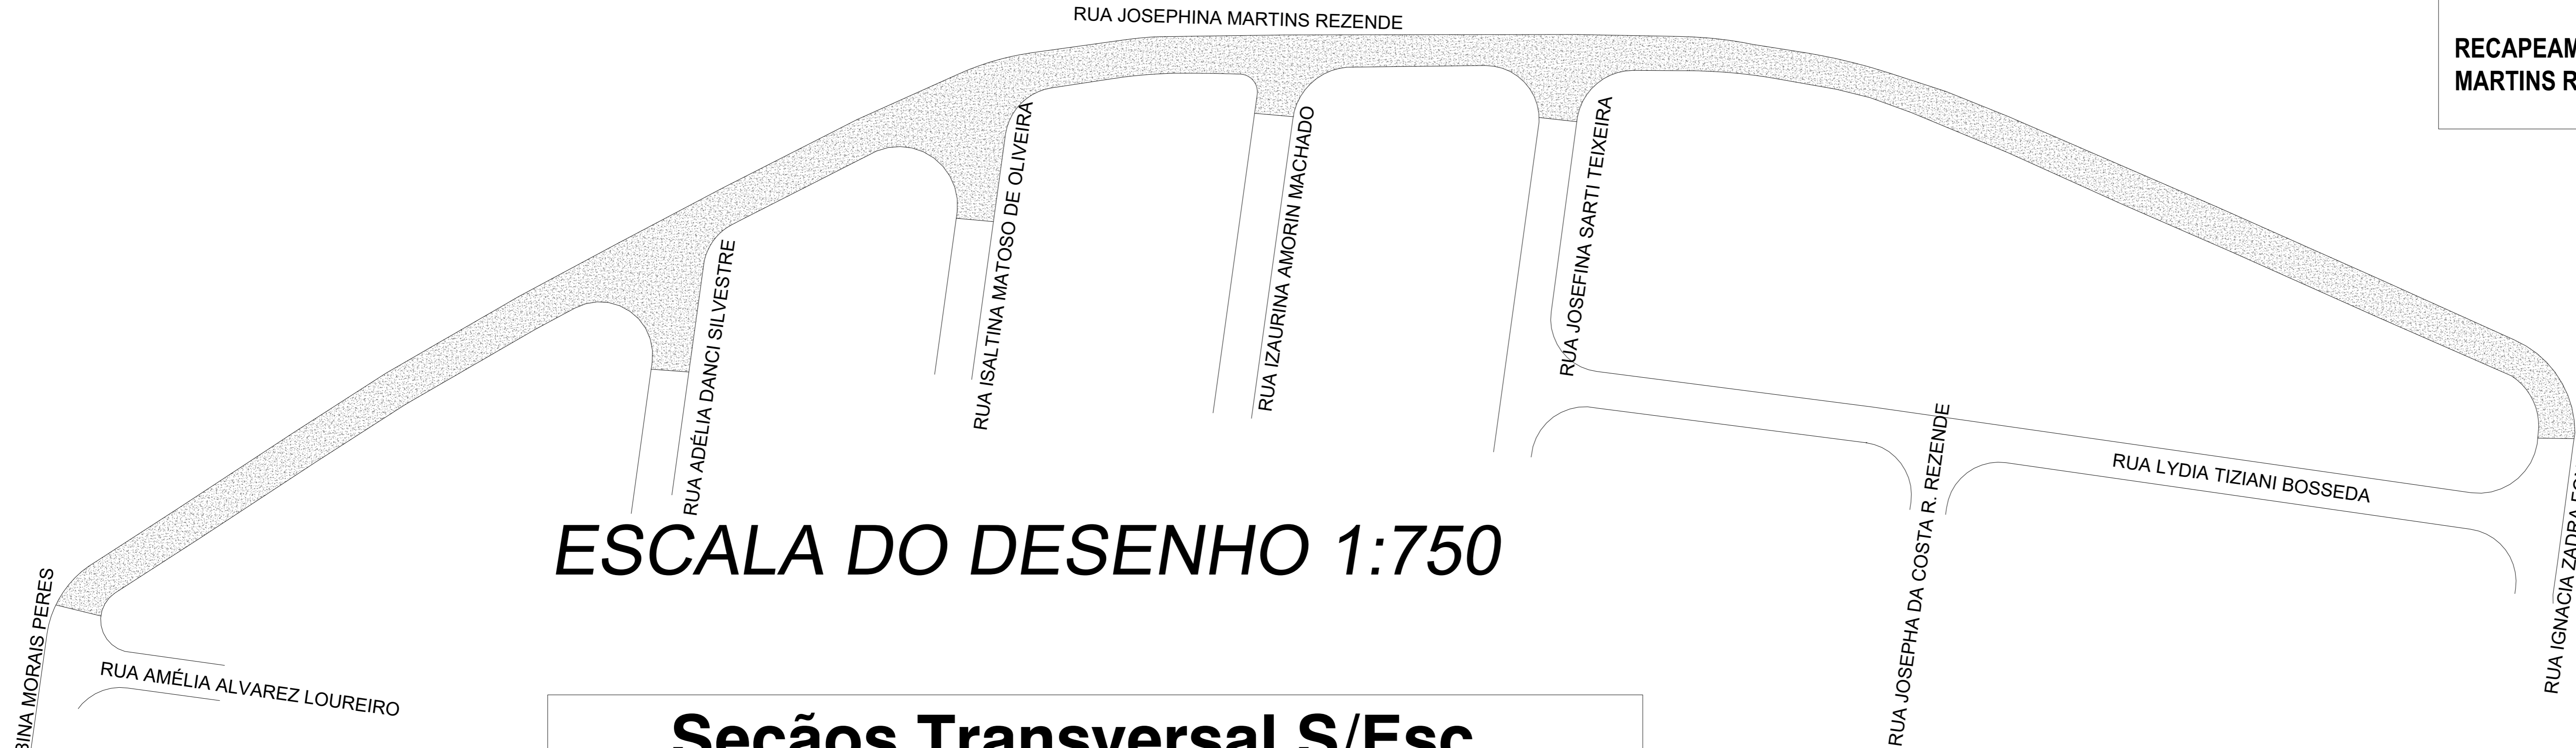 RUA JOSEPHINA MARTINS REZENDE
RECAPEAM
MARTINS R
RUA ISALTINA MATOSO DE OLIVEIRA
RUA IZAURINA AMORIN MACHADO
RUA JOSEFINA SARTI TEIXEIRA
RUA ADÉLIA DANCI SILVESTRE
RUA JOSEPHA DA COSTA R. REZENDE
RUA LYDIA TIZIANI BOSSEDA
RUA IGNACIA ZADRA
ESCALA DO DESENHO 1:750
BINA MORAIS PERES
RUA AMÉLIA ALVAREZ LOUREIRO
Seçãos Transversal S/Esc